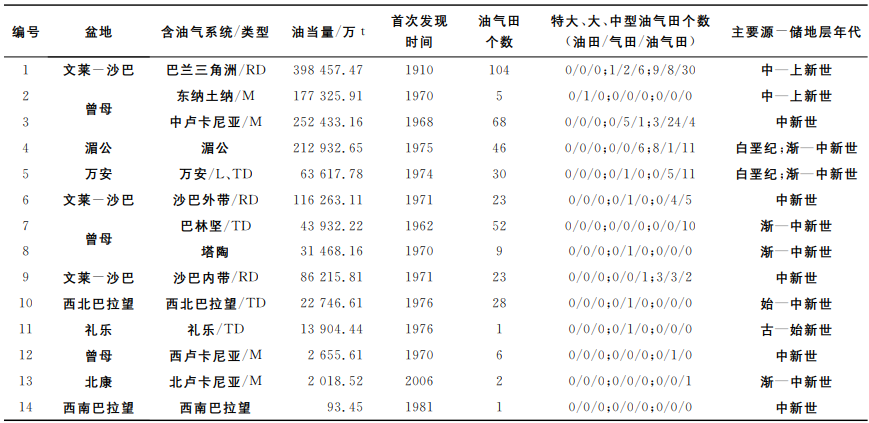 编号 盆地 含油气系统/类型 油当量/万 t 首次发现时间 油气田个数 特大、大、中型油气田个数(油田/气田/油气田) 主要源—储地层年代
1 文莱—沙巴 巴兰三角洲/RD 398 457.47 1910 104 0/0/0;1/2/6;9/8/30 中—上新世
2 曾母 东纳土纳/M 177 325.91 1970 5 0/1/0;0/0/0;0/0/0 中—上新世
3 中卢卡尼亚/M 252 433.16 1968 68 0/0/0;0/5/1;3/24/4 中新世
4 湄公 湄公 212 932.65 1975 46 0/0/0;0/0/6;8/1/11 白垩纪;渐—中新世
5 万安 万安/L、TD 63 617.78 1974 30 0/0/0;0/1/0;0/5/11 白垩纪;渐—中新世
6 文莱—沙巴 沙巴外带/RD 116 263.11 1971 23 0/0/0;0/1/0;0/4/5 中新世
7 曾母 巴林坚/TD 43 932.22 1962 52 0/0/0;0/0/0;0/0/10 渐—中新世
8 塔陶 31 468.16 1970 9 0/0/0;0/1/0;0/0/0 渐—中新世
9 文莱—沙巴 沙巴内带/RD 86 215.81 1971 23 0/0/0;0/0/1;3/3/2 中新世
10 西北巴拉望 西北巴拉望/TD 22 746.61 1976 28 0/0/0;0/1/0;0/0/0 始—中新世
11 礼乐 礼乐/TD 13 904.44 1976 1 0/0/0;0/1/0;0/0/0 古—始新世
12 曾母 西卢卡尼亚/M 2 655.61 1970 6 0/0/0;0/0/0;0/1/0 中新世
13 北康 北卢卡尼亚/M 2 018.52 2006 2 0/0/0;0/0/0;0/0/1 渐—中新世
14 西南巴拉望 西南巴拉望 93.45 1981 1 0/0/0;0/0/0;0/0/0 中新世